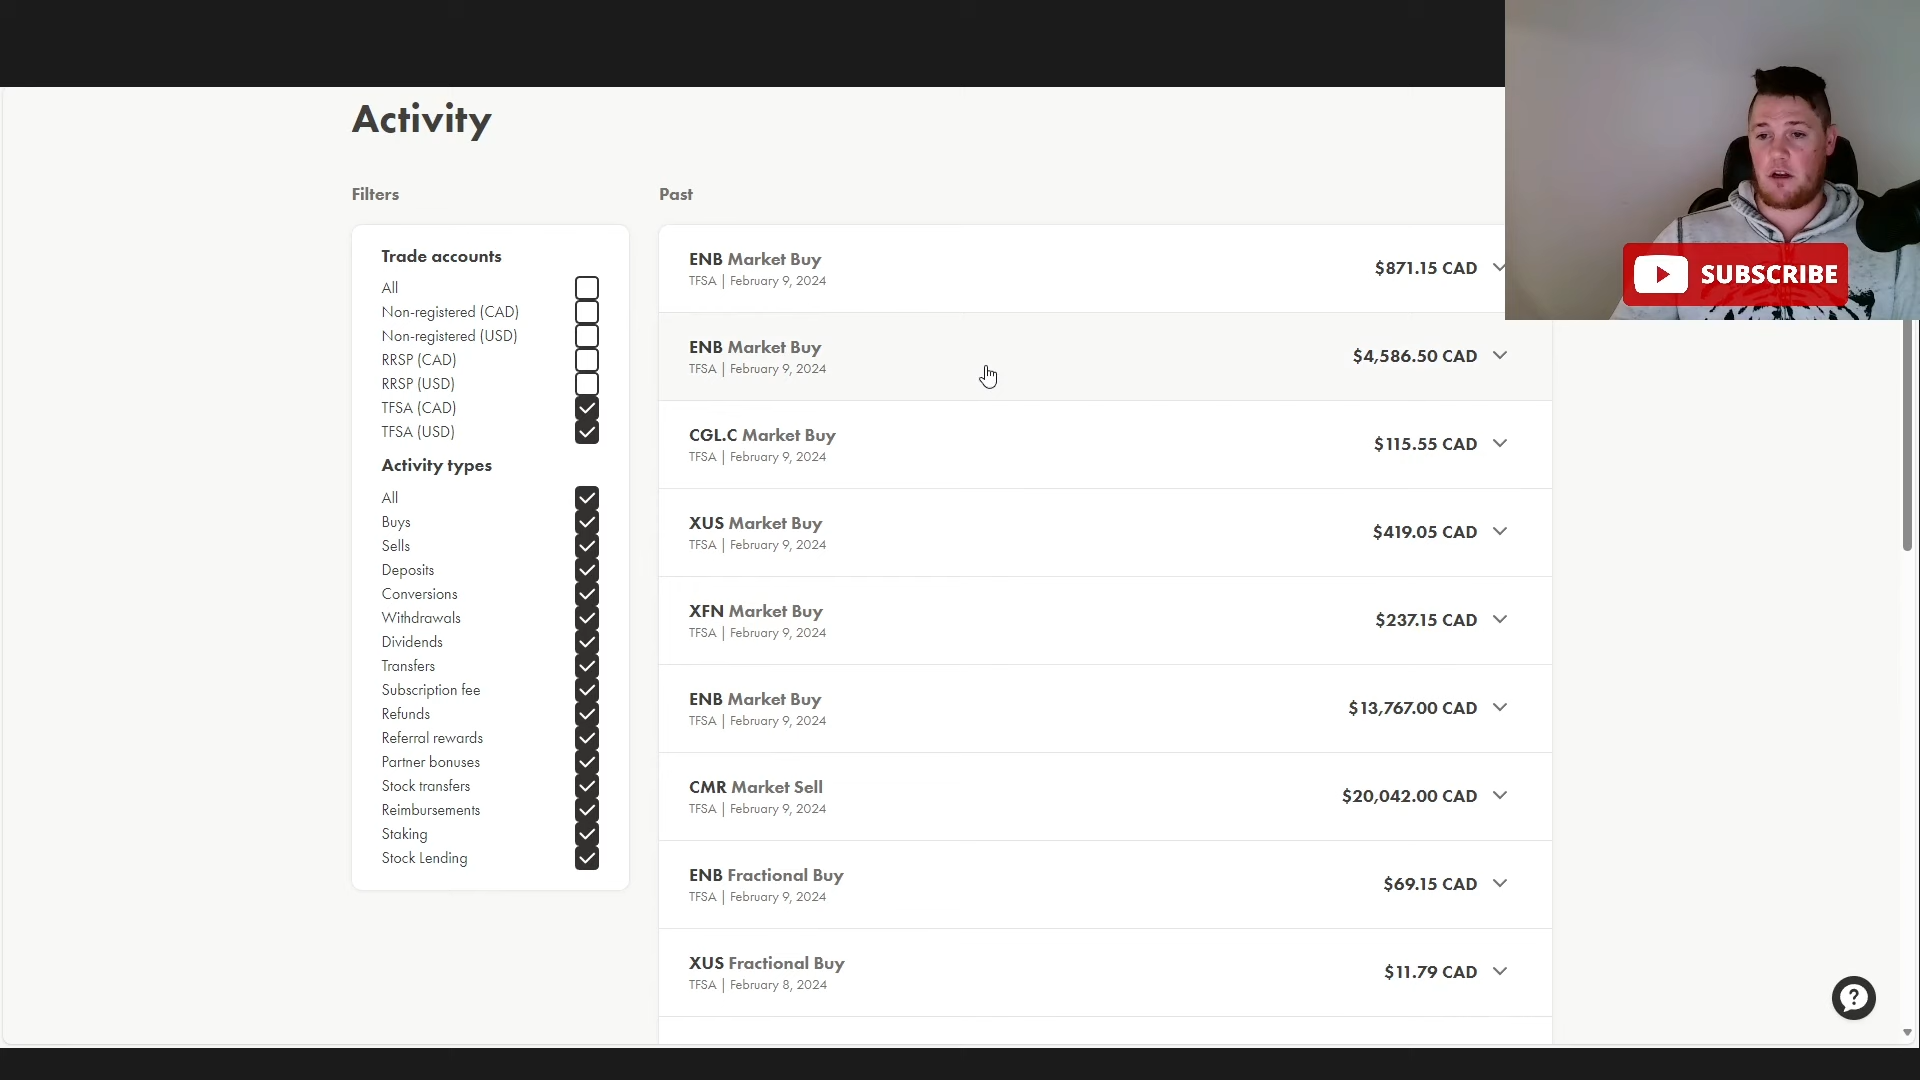 Activity
Filters
Trade accounts
All
Non-registered (CAD)
Non-registered (USD)
RRSP (CAD)
RRSP (USD)
TFSA (CAD)
TFSA (USD)
Activity types
All
Buys
Sells
Deposits
Conversions
Withdrawals
Dividends
Transfers
Subscription fee
Refunds
Referral rewards
Partner bonuses
Stock transfers
Reimbursements
Staking
Stock Lending
Past
ENB Market Buy $871.15 CAD
TFSA | February 9, 2024
ENB Market Buy $4,586.50 CAD
TFSA | February 9, 2024
CGL.C Market Buy $115.55 CAD
TFSA | February 9, 2024
XUS Market Buy $419.05 CAD
TFSA | February 9, 2024
XFN Market Buy $237.15 CAD
TFSA | February 9, 2024
ENB Market Buy $13,767.00 CAD
TFSA | February 9, 2024
CMR Market Sell $20,042.00 CAD
TFSA | February 9, 2024
ENB Fractional Buy $69.15 CAD
TFSA | February 9, 2024
XUS Fractional Buy $11.79 CAD
TFSA | February 8, 2024
SUBSCRIBE
?